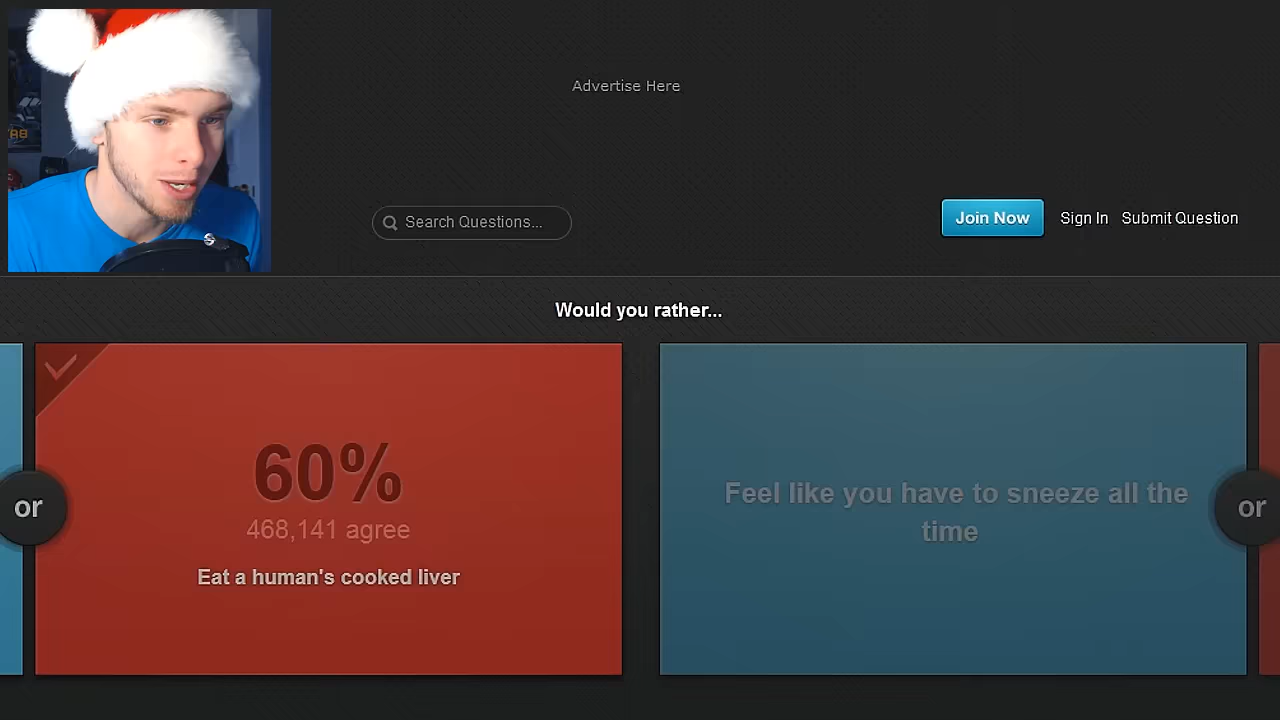 Advertise Here
Search Questions...
Join Now
Sign In
Submit Question
Would you rather...
60%
468,141 agree
Eat a human's cooked liver
Feel like you have to sneeze all the
time
or
or